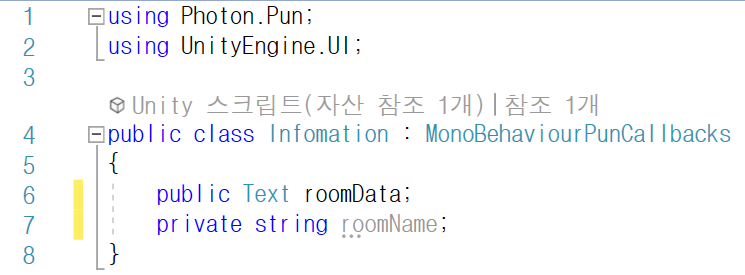 1 using Photon.Pun;
2 using UnityEngine.UI;
3
Unity 스크립트(자산 참조 1개)|참조 1개
4 public class Infomation : MonoBehaviourPunCallbacks
5 {
6 public Text roomData;
7 private string roomName;
8 }